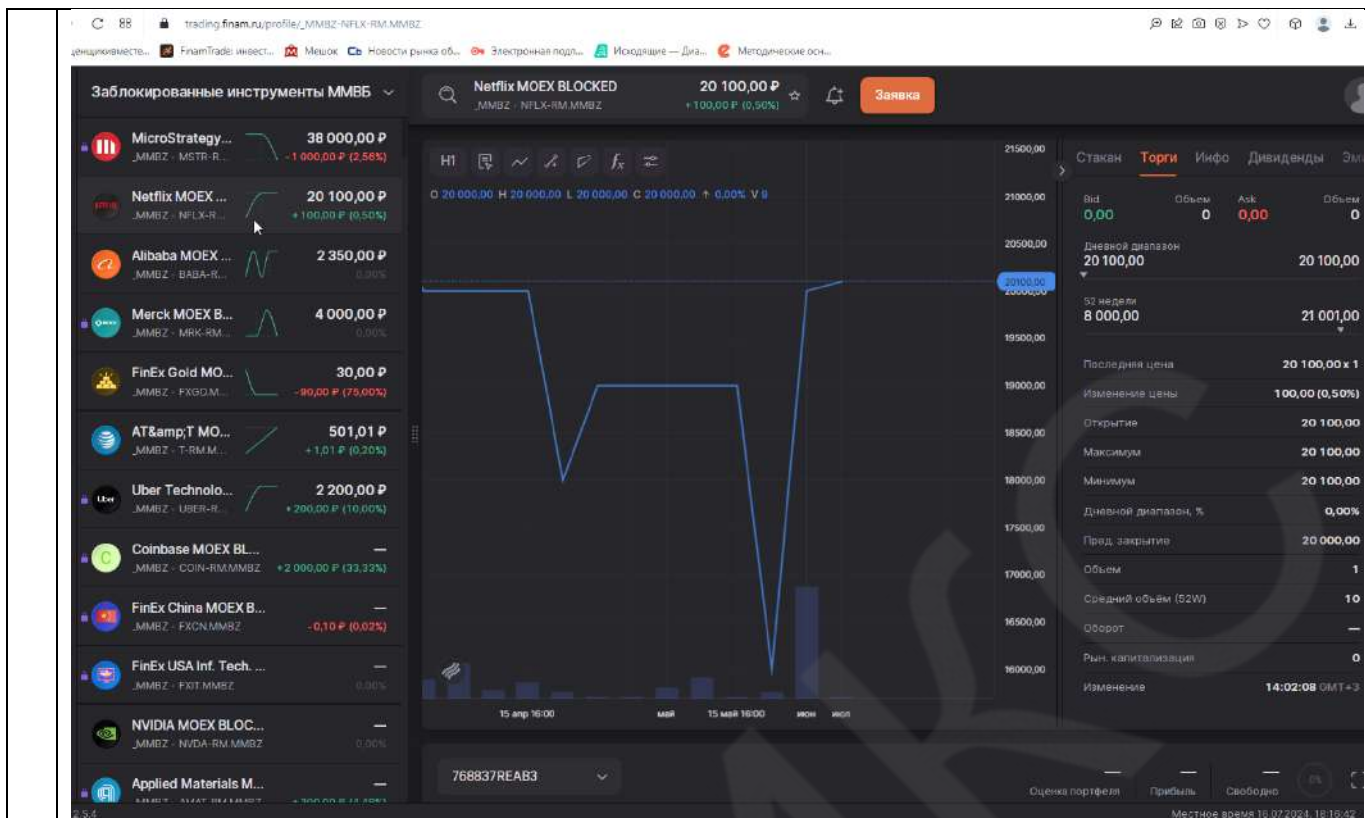 trading.finam.ru/profile/_MMBZ-NFLX-RM.MMBZ
FinamTrade: инвест... Мешок Новости рынка об... Электронная подп... Исходящие — Диа... Методические осн...
Заблокированные инструменты ММВБ
Netflix MOEX BLOCKED 20 100,00 ₽
_MMBZ · NFLX-RM.MMBZ +100,00 ₽ (0,50%)
Заявка
MicroStrategy... 38 000,00 ₽
_MMBZ · MSTR-R... -1 000,00 ₽ (2,56%)
Netflix MOEX ... 20 100,00 ₽
_MMBZ · NFLX-R... +100,00 ₽ (0,50%)
Alibaba MOEX ... 2 350,00 ₽
_MMBZ · BABA-R... 0,00%
Merck MOEX B... 4 000,00 ₽
_MMBZ · MRK-RM... 0,00%
FinEx Gold MO... 30,00 ₽
_MMBZ · FXGD.M... -90,00 ₽ (75,00%)
AT&amp;T MO... 501,01 ₽
_MMBZ · T-RM.M... +1,01 ₽ (0,20%)
Uber Technolo... 2 200,00 ₽
_MMBZ · UBER-R... +200,00 ₽ (10,00%)
Coinbase MOEX BL... —
_MMBZ · COIN-RM.MMBZ +2 000,00 ₽ (33,33%)
FinEx China MOEX B... —
_MMBZ · FXCN.MMBZ -0,10 ₽ (0,02%)
FinEx USA Inf. Tech. ... —
_MMBZ · FXIT.MMBZ 0,00%
NVIDIA MOEX BLOC... —
_MMBZ · NVDA-RM.MMBZ 0,00%
Applied Materials M... —
H1
O 20 000,00 H 20 000,00 L 20 000,00 C 20 000,00 0,00% V 9
21500,00
21000,00
20500,00
20100,00
20000,00
19500,00
19000,00
18500,00
18000,00
17500,00
17000,00
16500,00
16000,00
15 апр 16:00 май 15 май 16:00 июн июл
768837REAB3
— — — 0%
Оценка портфеля Прибыль Свободно
Стакан Торги Инфо Дивиденды Эм
Bid Объем Ask Объем
0,00 0 0,00 0
Дневной диапазон
20 100,00 20 100,00
52 недели
8 000,00 21 001,00
Последняя цена 20 100,00 x 1
Изменение цены 100,00 (0,50%)
Открытие 20 100,00
Максимум 20 100,00
Минимум 20 100,00
Дневной диапазон, % 0,00%
Пред. закрытие 20 000,00
Объем 1
Средний объём (52W) 10
Оборот —
Рын. капитализация 0
Изменение 14:02:08 GMT+3
2.5.4 Местное время 16.07.2024, 16:16:42